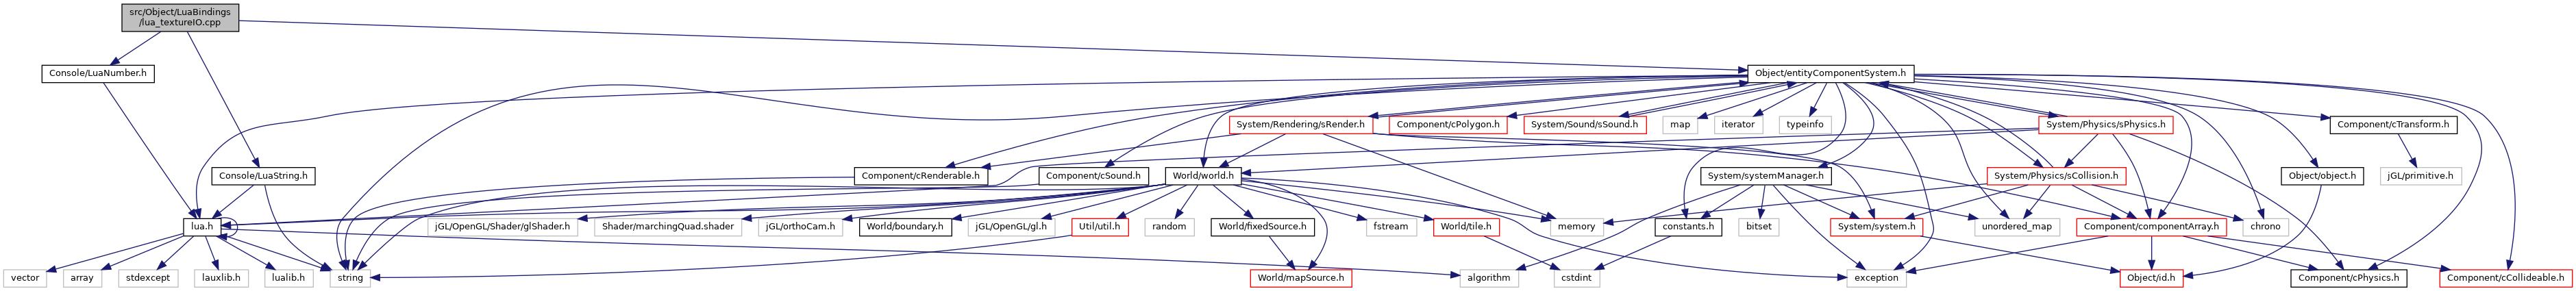 src/Object/LuaBindings
/lua_textureIO.cpp
Console/LuaNumber.h
Object/entityComponentSystem.h
System/Rendering/sRender.h
Component/cPolygon.h
System/Sound/sSound.h
map
iterator
typeinfo
System/Physics/sPhysics.h
Component/cTransform.h
Console/LuaString.h
Component/cRenderable.h
Component/cSound.h
World/world.h
System/systemManager.h
System/Physics/sCollision.h
Object/object.h
jGL/primitive.h
lua.h
jGL/OpenGL/Shader/glShader.h
Shader/marchingQuad.shader
jGL/orthoCam.h
World/boundary.h
jGL/OpenGL/gl.h
Util/util.h
random
World/fixedSource.h
fstream
World/tile.h
memory
constants.h
bitset
System/system.h
unordered_map
Component/componentArray.h
chrono
vector
array
stdexcept
lauxlib.h
lualib.h
string
World/mapSource.h
algorithm
cstdint
exception
Object/id.h
Component/cPhysics.h
Component/cCollideable.h